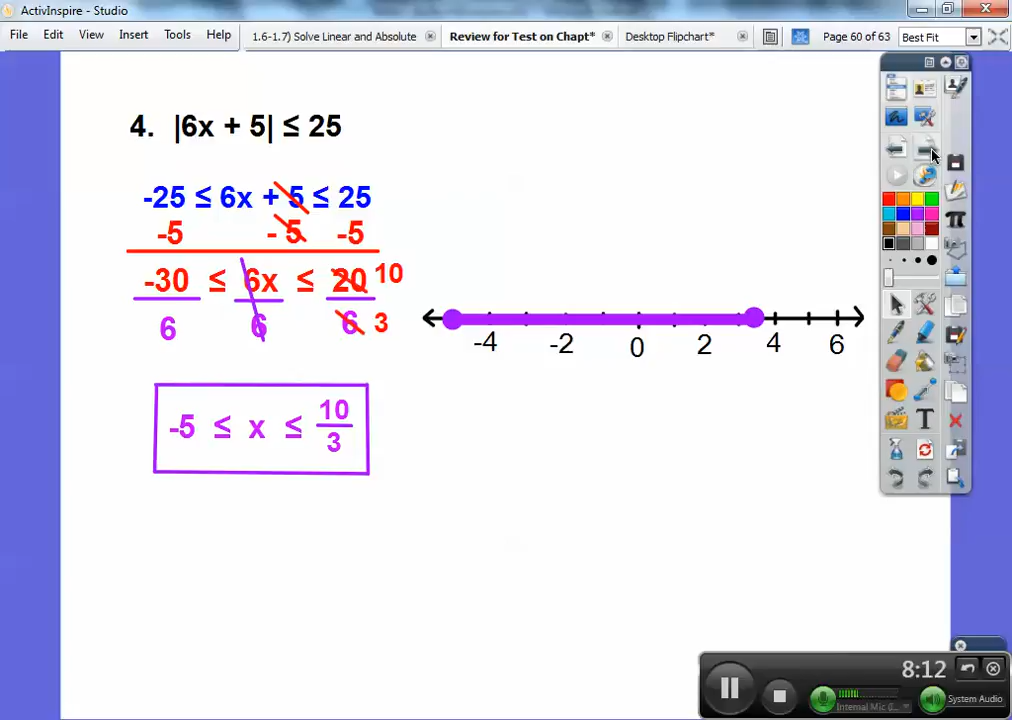 ActivInspire - Studio
File Edit View Insert Tools Help
1.6-1.7) Solve Linear and Absolute
Review for Test on Chapt*
Desktop Flipchart*
Page 60 of 63
Best Fit
4. |6x + 5| ≤ 25
-25 ≤ 6x + 5 ≤ 25
-5 - 5 -5
-30 ≤ 6x ≤ 20 10
6 6 6 3
-5 ≤ x ≤ 10
3
-4 -2 0 2 4 6
8:12
Internal Mic (I...
System Audio